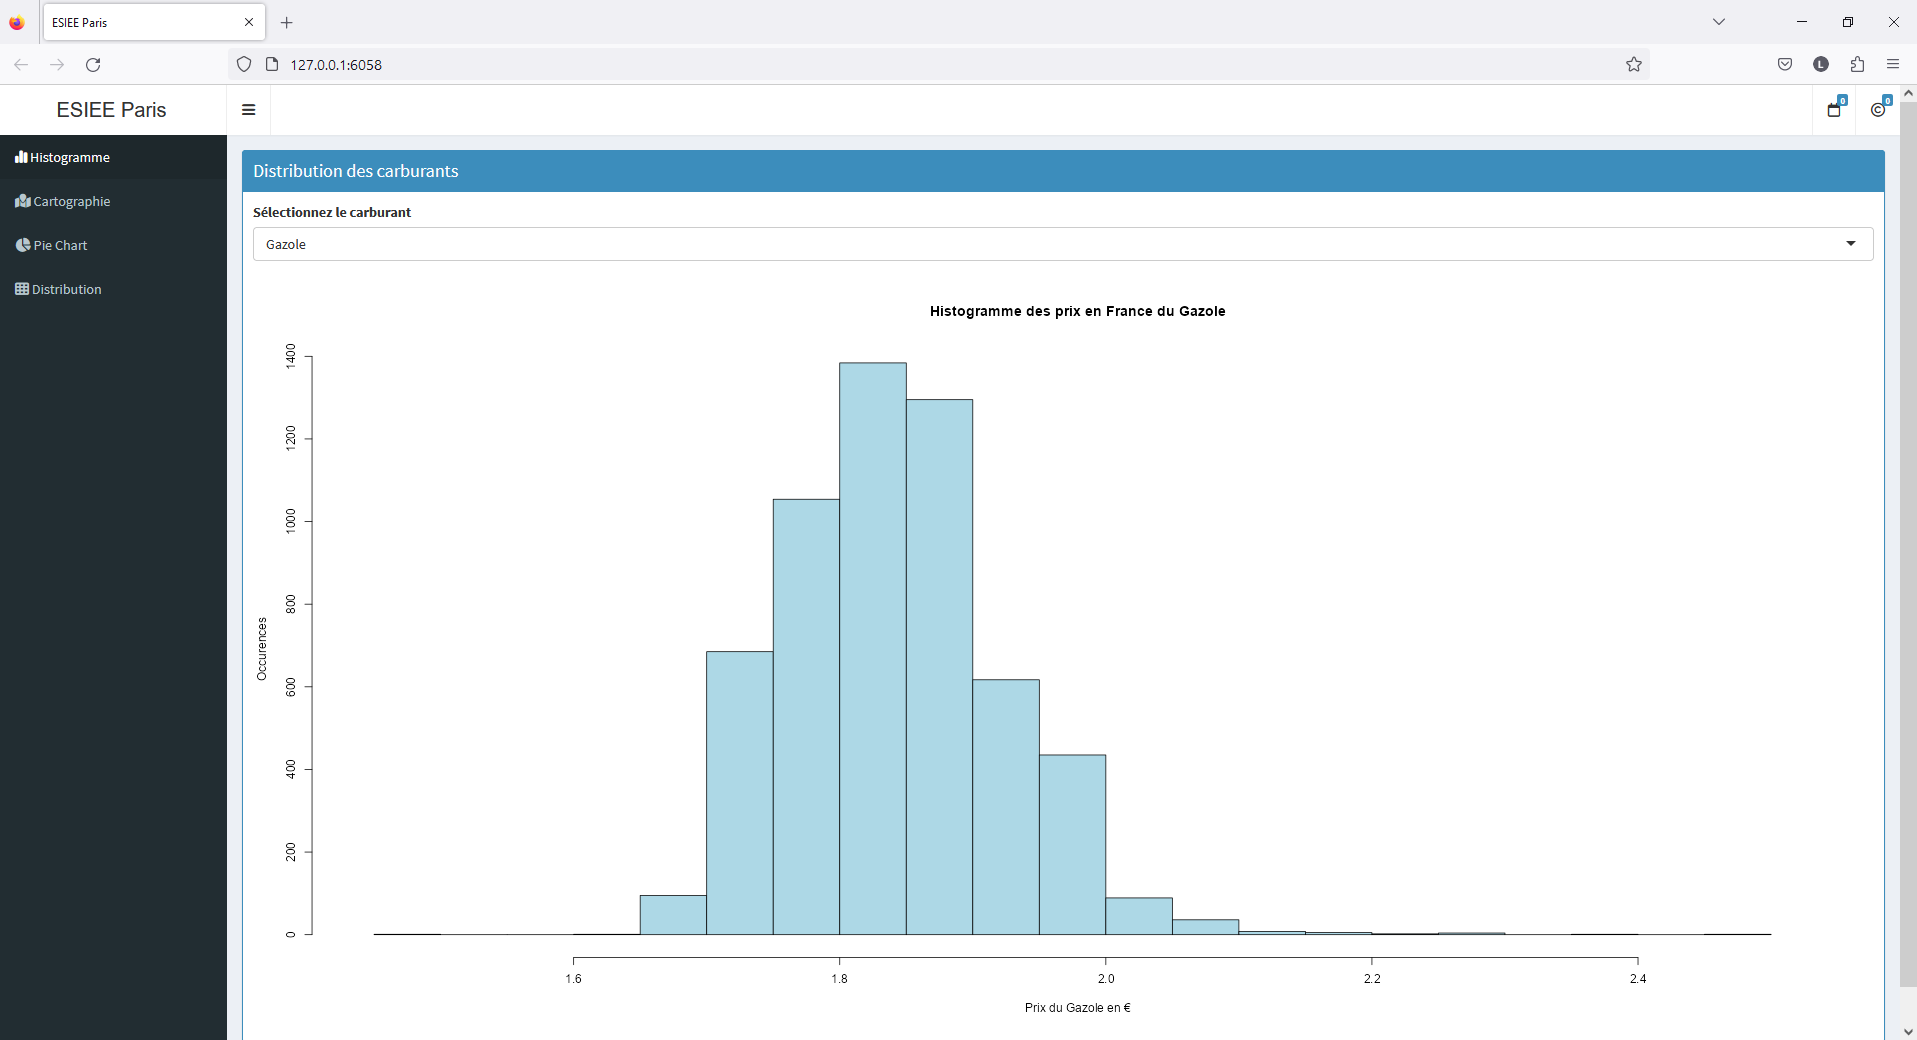 ESIEE Paris
127.0.0.1:6058
ESIEE Paris
0
0
Histogramme
Cartographie
Pie Chart
Distribution
Distribution des carburants
Sélectionnez le carburant
Gazole
Histogramme des prix en France du Gazole
1400
1200
1000
800
600
400
200
0
Occurences
1.6
1.8
2.0
2.2
2.4
Prix du Gazole en €
L